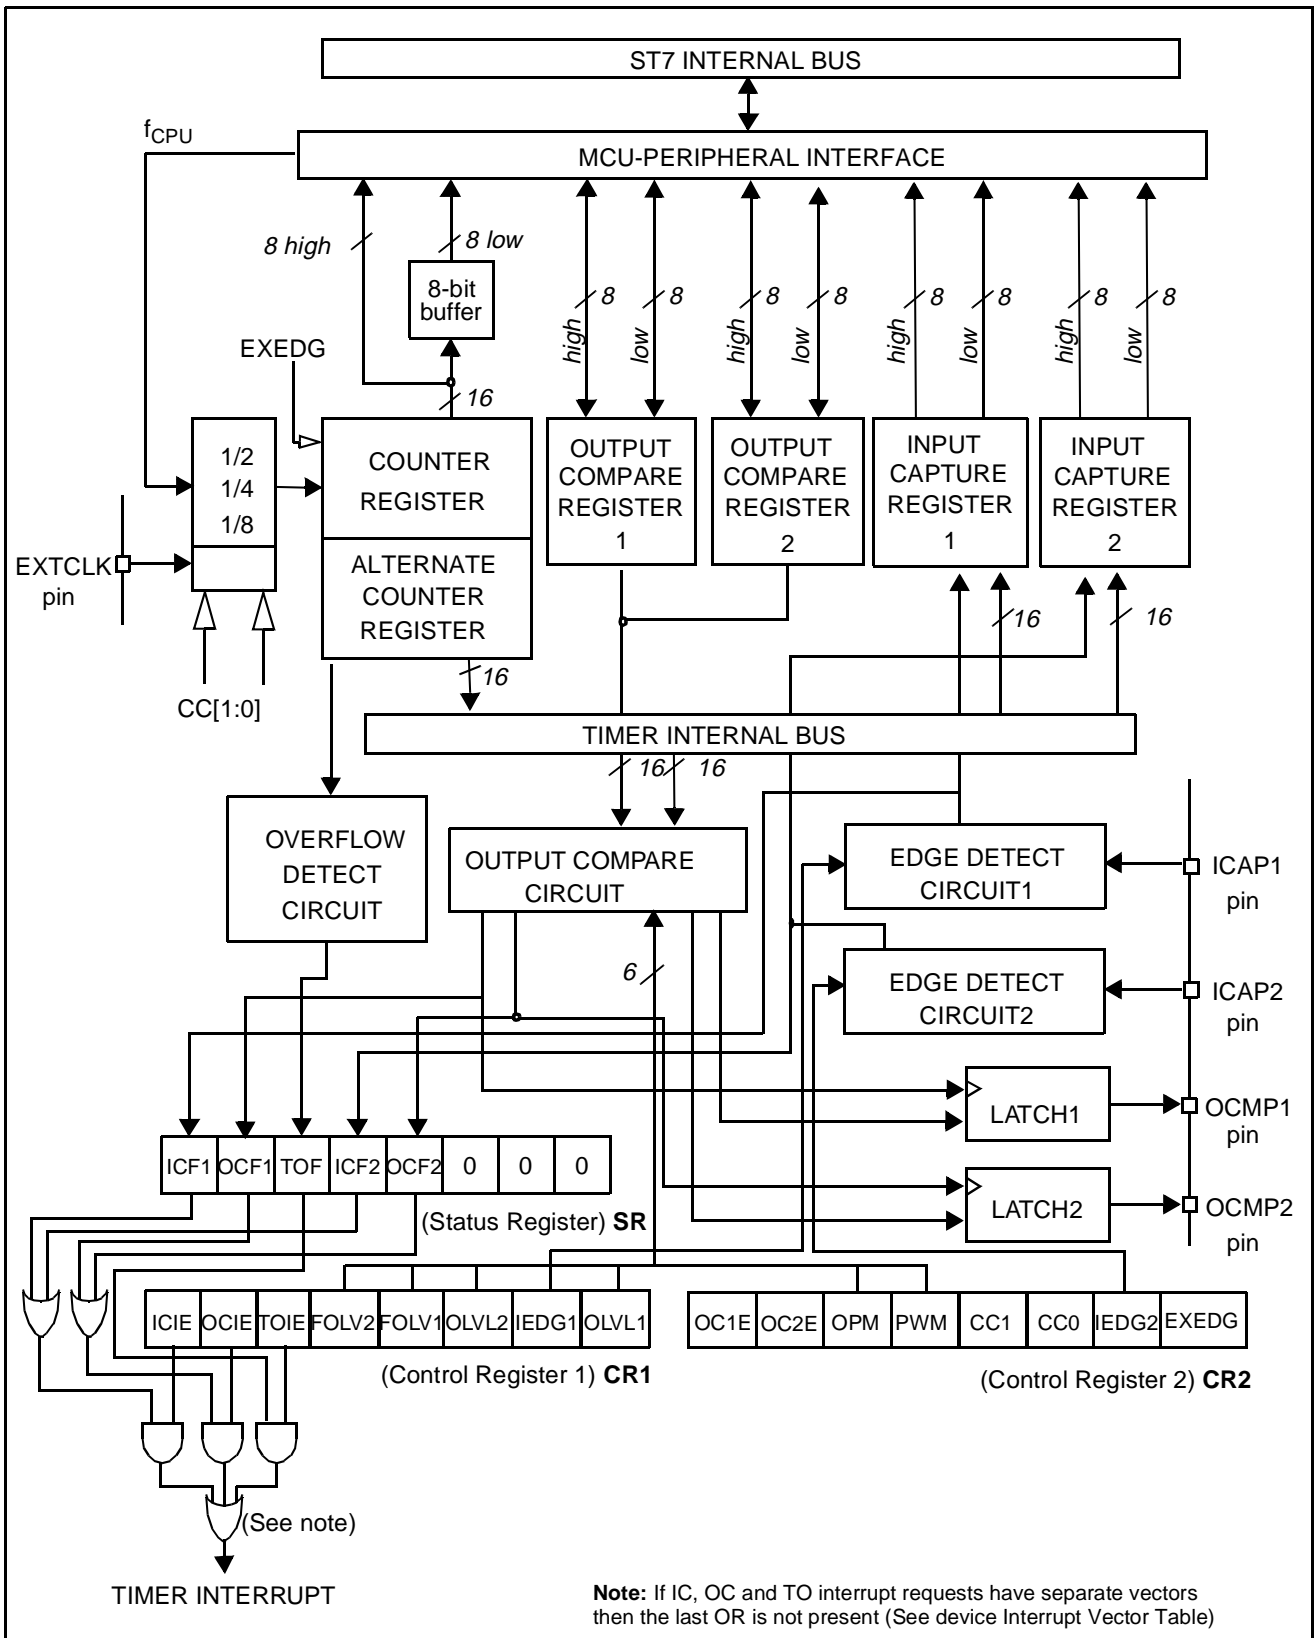 ST7 INTERNAL BUS
fCPU
MCU-PERIPHERAL INTERFACE
8 high
8 low
8-bit
buffer
high
8
low
8
high
8
low
8
high
8
low
8
high
8
low
8
EXEDG
16
1/2
1/4
1/8
COUNTER
REGISTER
ALTERNATE
COUNTER
REGISTER
OUTPUT
COMPARE
REGISTER
1
OUTPUT
COMPARE
REGISTER
2
INPUT
CAPTURE
REGISTER
1
INPUT
CAPTURE
REGISTER
2
EXTCLK
pin
CC[1:0]
16
16
16
TIMER INTERNAL BUS
16
16
OVERFLOW
DETECT
CIRCUIT
OUTPUT COMPARE
CIRCUIT
6
EDGE DETECT
CIRCUIT1
ICAP1
pin
EDGE DETECT
CIRCUIT2
ICAP2
pin
LATCH1
OCMP1
pin
LATCH2
OCMP2
pin
ICF1 OCF1 TOF ICF2 OCF2 0 0 0
(Status Register) SR
ICIE OCIE TOIE FOLV2 FOLV1 OLVL2 IEDG1 OLVL1
(Control Register 1) CR1
OC1E OC2E OPM PWM CC1 CC0 IEDG2 EXEDG
(Control Register 2) CR2
(See note)
TIMER INTERRUPT
Note: If IC, OC and TO interrupt requests have separate vectors
then the last OR is not present (See device Interrupt Vector Table)